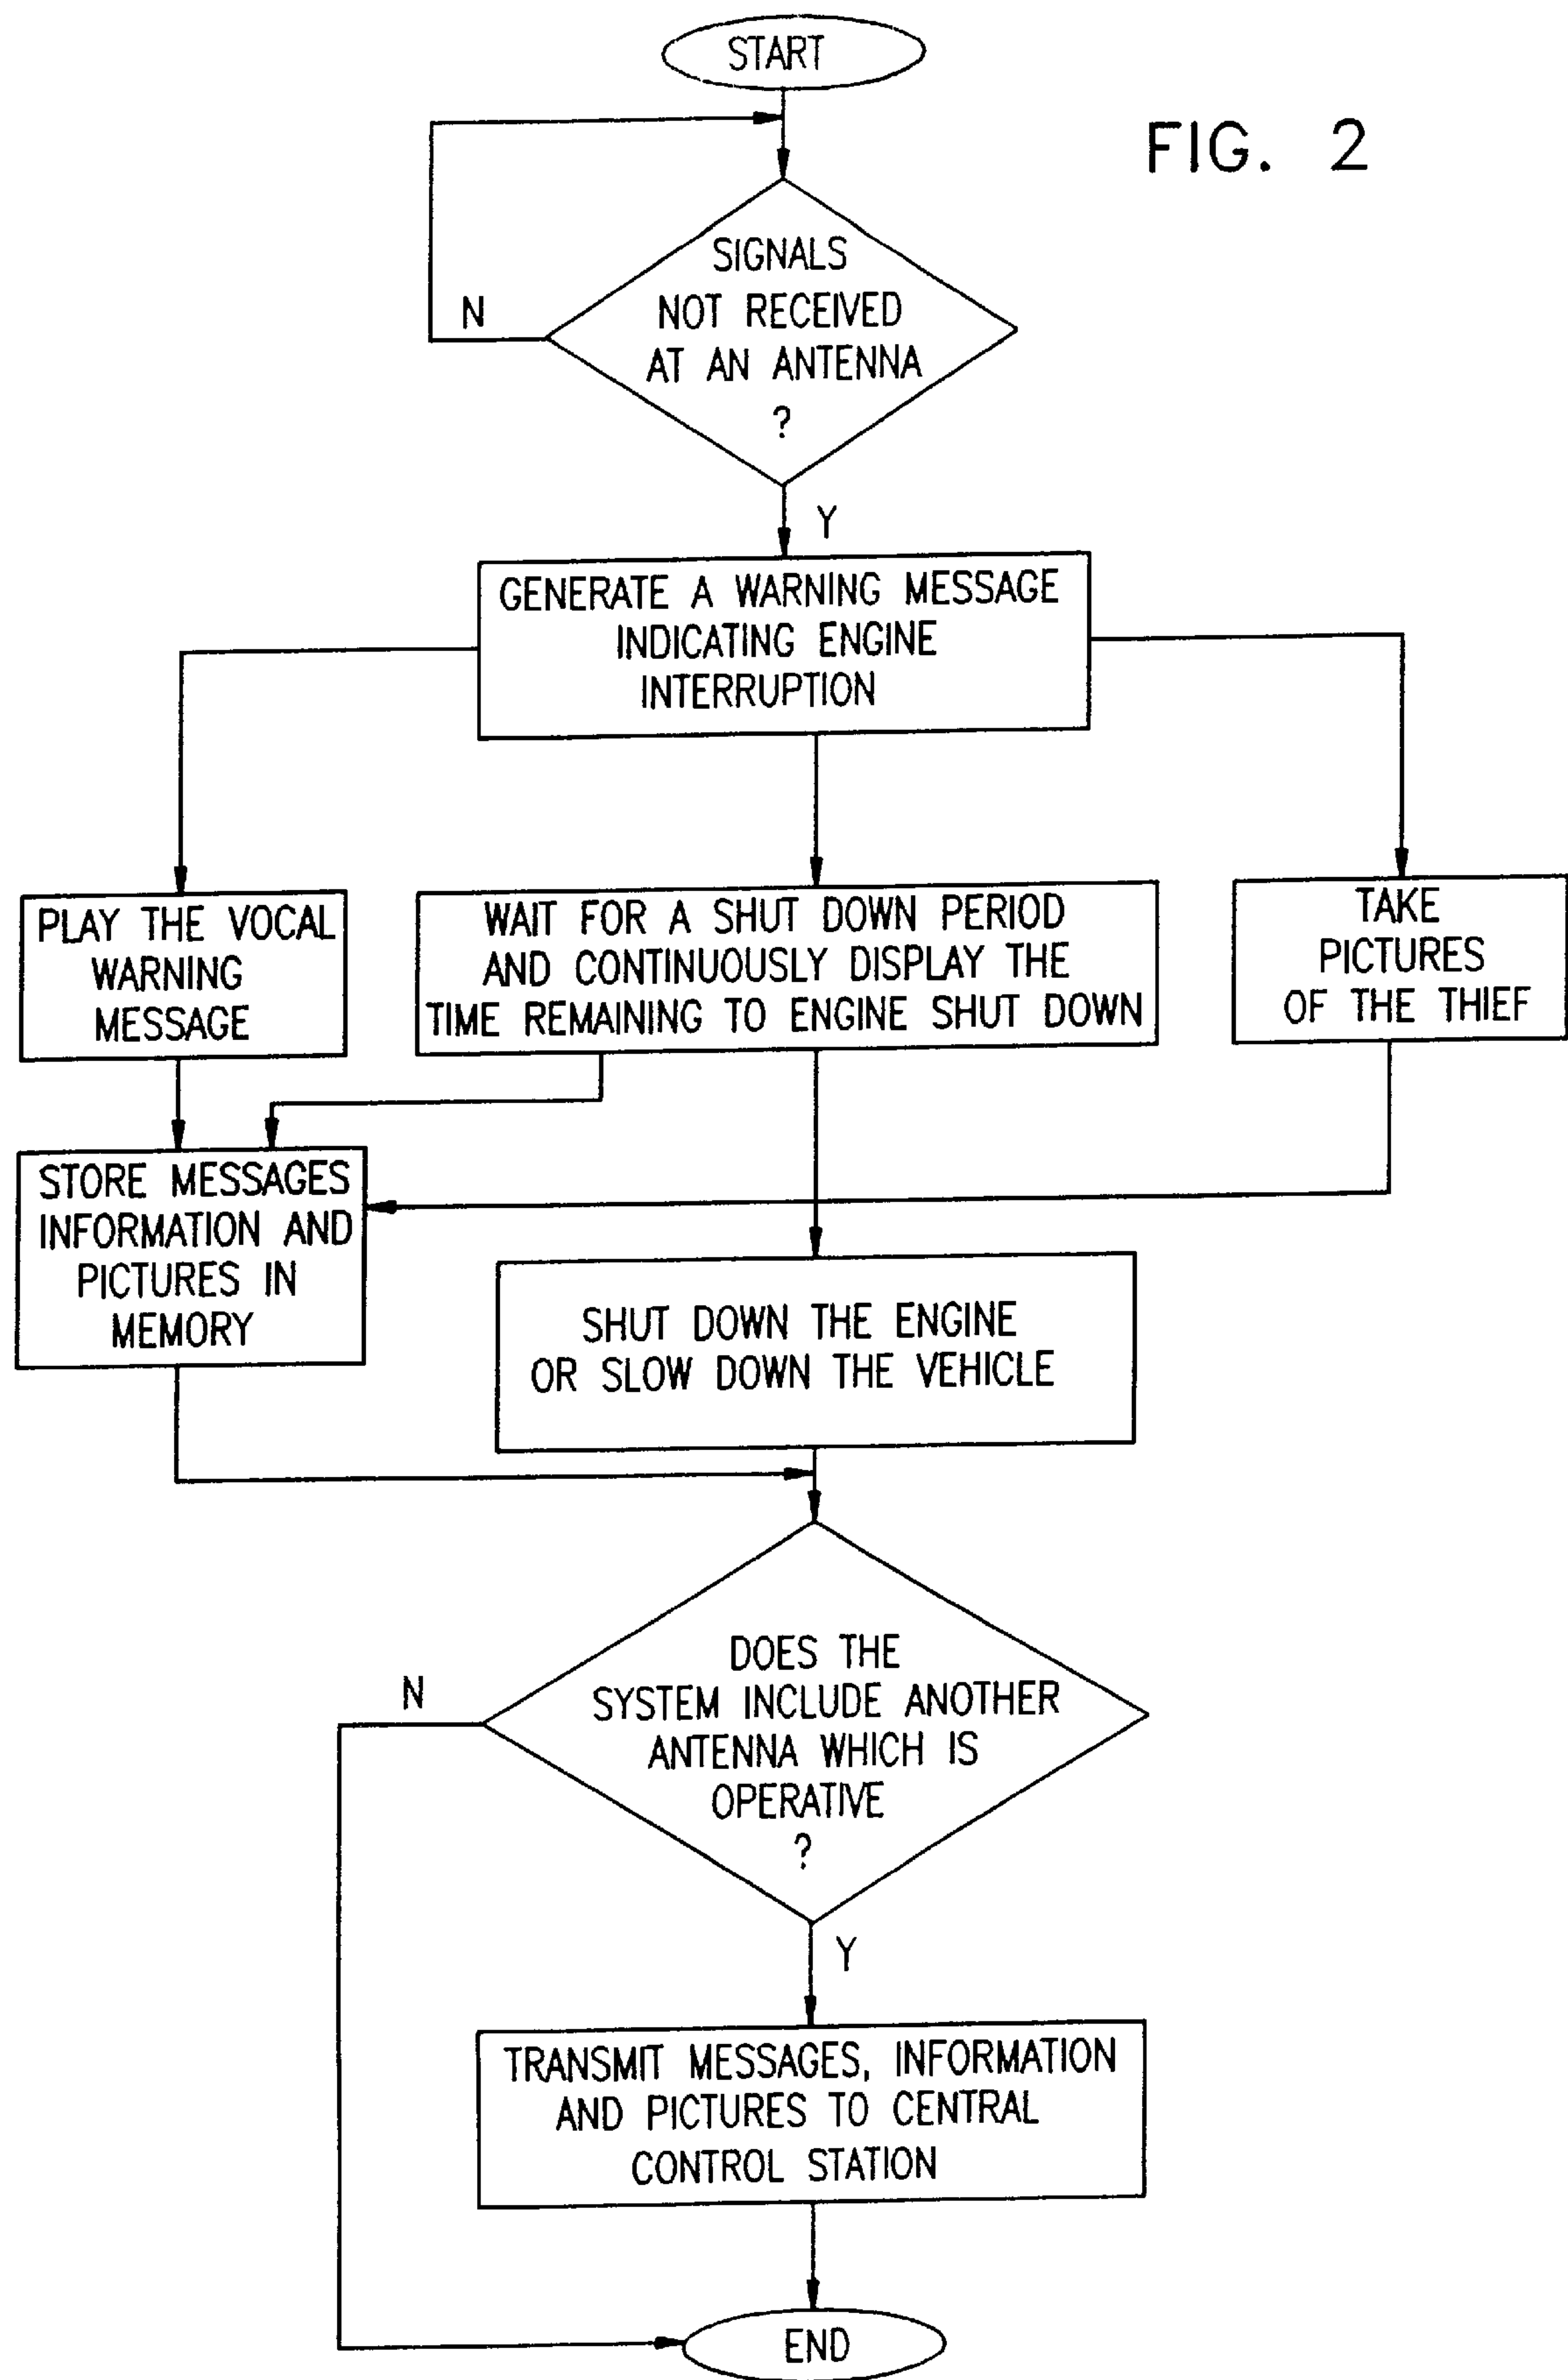 START
FIG. 2
SIGNALS
NOT RECEIVED
AT AN ANTENNA
?
N
Y
GENERATE A WARNING MESSAGE
INDICATING ENGINE
INTERRUPTION
PLAY THE VOCAL
WARNING
MESSAGE
WAIT FOR A SHUT DOWN PERIOD
AND CONTINUOUSLY DISPLAY THE
TIME REMAINING TO ENGINE SHUT DOWN
TAKE
PICTURES
OF THE THIEF
STORE MESSAGES
INFORMATION AND
PICTURES IN
MEMORY
SHUT DOWN THE ENGINE
OR SLOW DOWN THE VEHICLE
DOES THE
SYSTEM INCLUDE ANOTHER
ANTENNA WHICH IS
OPERATIVE
?
N
Y
TRANSMIT MESSAGES, INFORMATION
AND PICTURES TO CENTRAL
CONTROL STATION
END